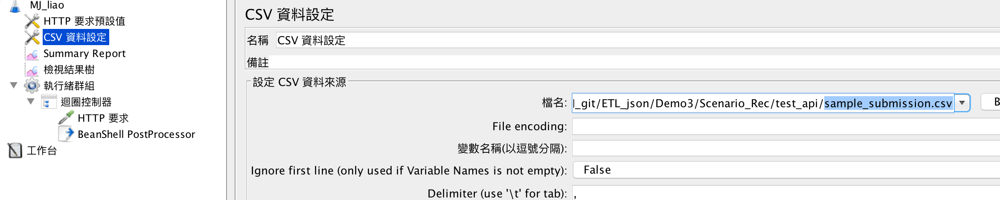 MJ_liao
HTTP 要求預設值
CSV 資料設定
Summary Report
檢視結果樹
執行緒群組
迴圈控制器
HTTP 要求
BeanShell PostProcessor
工作台
CSV 資料設定
名稱 CSV 資料設定
備註
設定 CSV 資料來源
檔名: _git/ETL_json/Demo3/Scenario_Rec/test_api/sample_submission.csv B
File encoding:
變數名稱(以逗號分隔):
Ignore first line (only used if Variable Names is not empty): False
Delimiter (use '\t' for tab): ,